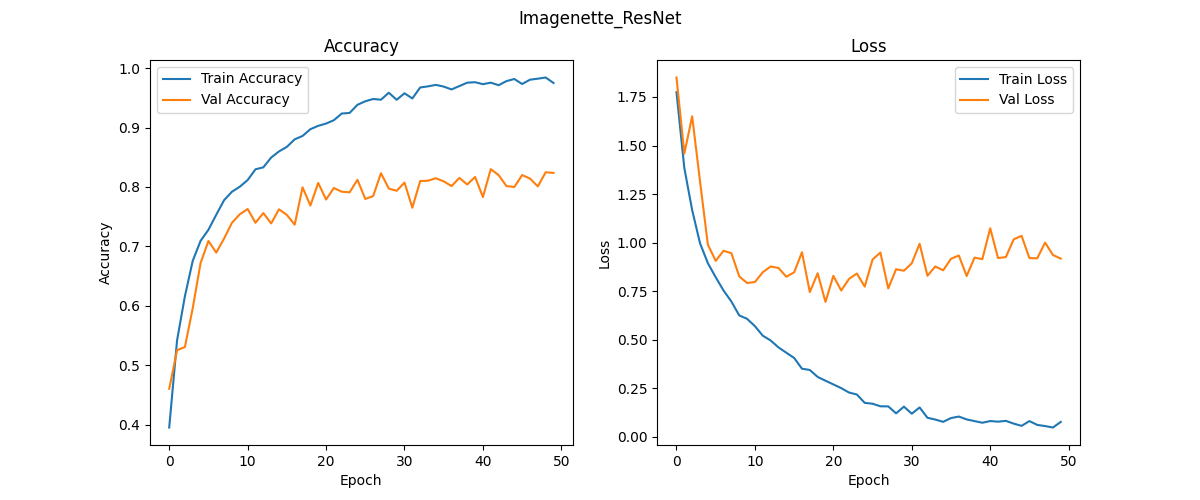 Imagenette_ResNet
Accuracy
Train Accuracy
Val Accuracy
1.0
0.9
0.8
0.7
0.6
0.5
0.4
Accuracy
0
10
20
30
40
50
Epoch
Loss
Train Loss
Val Loss
1.75
1.50
1.25
1.00
0.75
0.50
0.25
0.00
Loss
0
10
20
30
40
50
Epoch